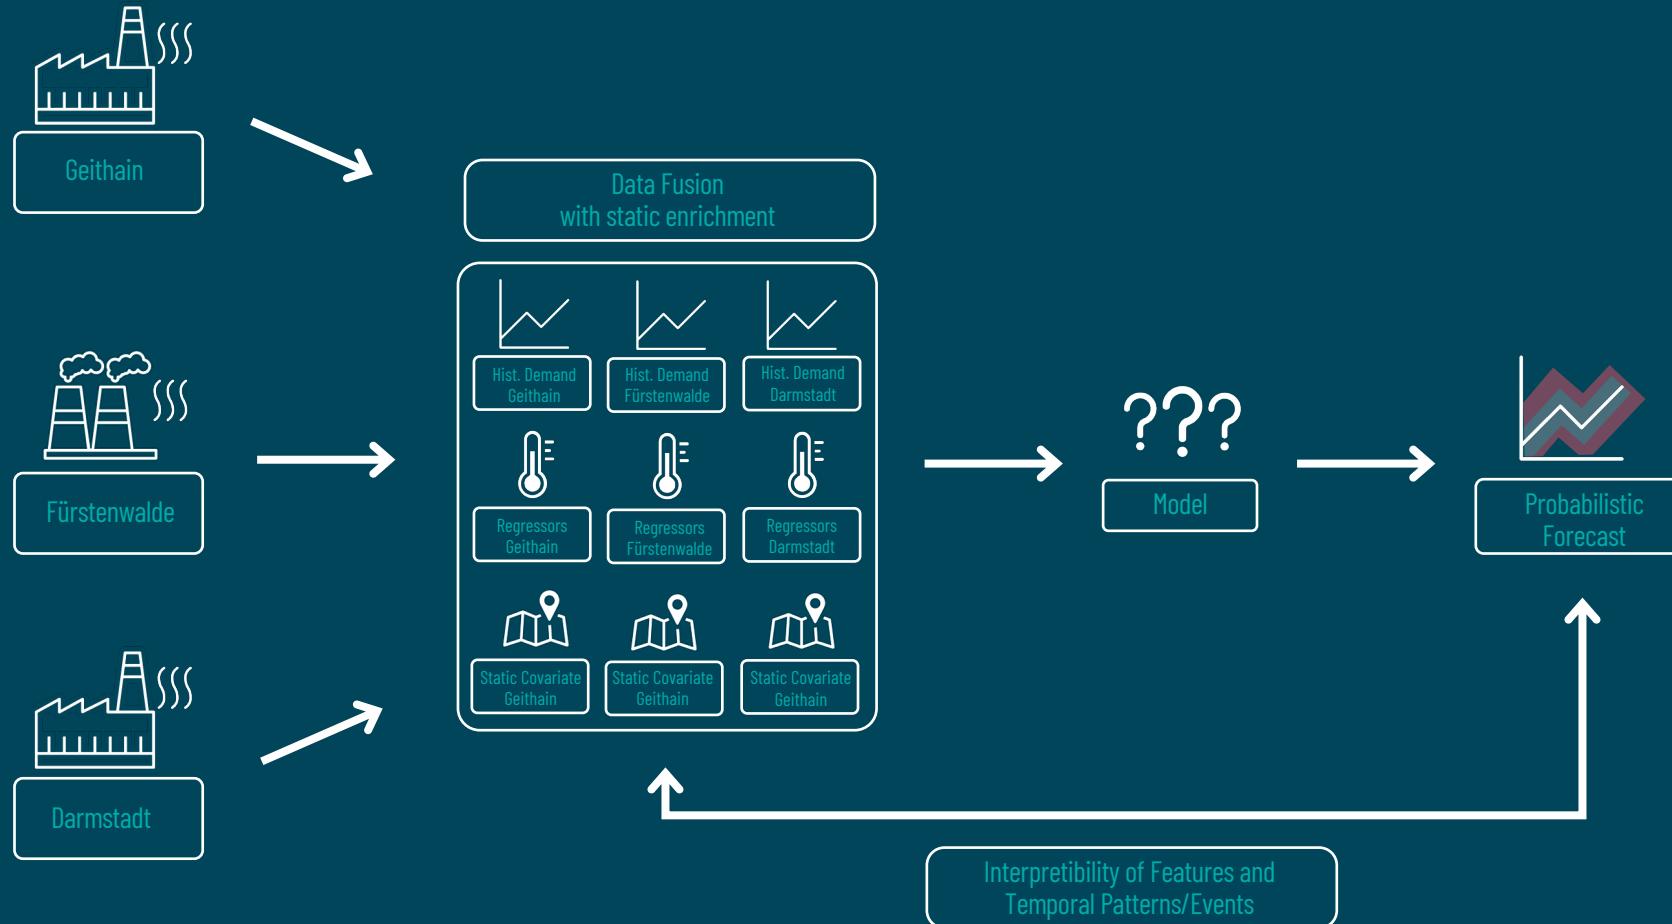 Geithain
Data Fusion
with static enrichment
Hist. Demand
Geithain
Hist. Demand
Fürstenwalde
Hist. Demand
Darmstadt
Fürstenwalde
Regressors
Geithain
Regressors
Fürstenwalde
Regressors
Darmstadt
???
Model
Probabilistic
Forecast
Static Covariate
Geithain
Static Covariate
Geithain
Static Covariate
Geithain
Darmstadt
Interpretibility of Features and
Temporal Patterns/Events